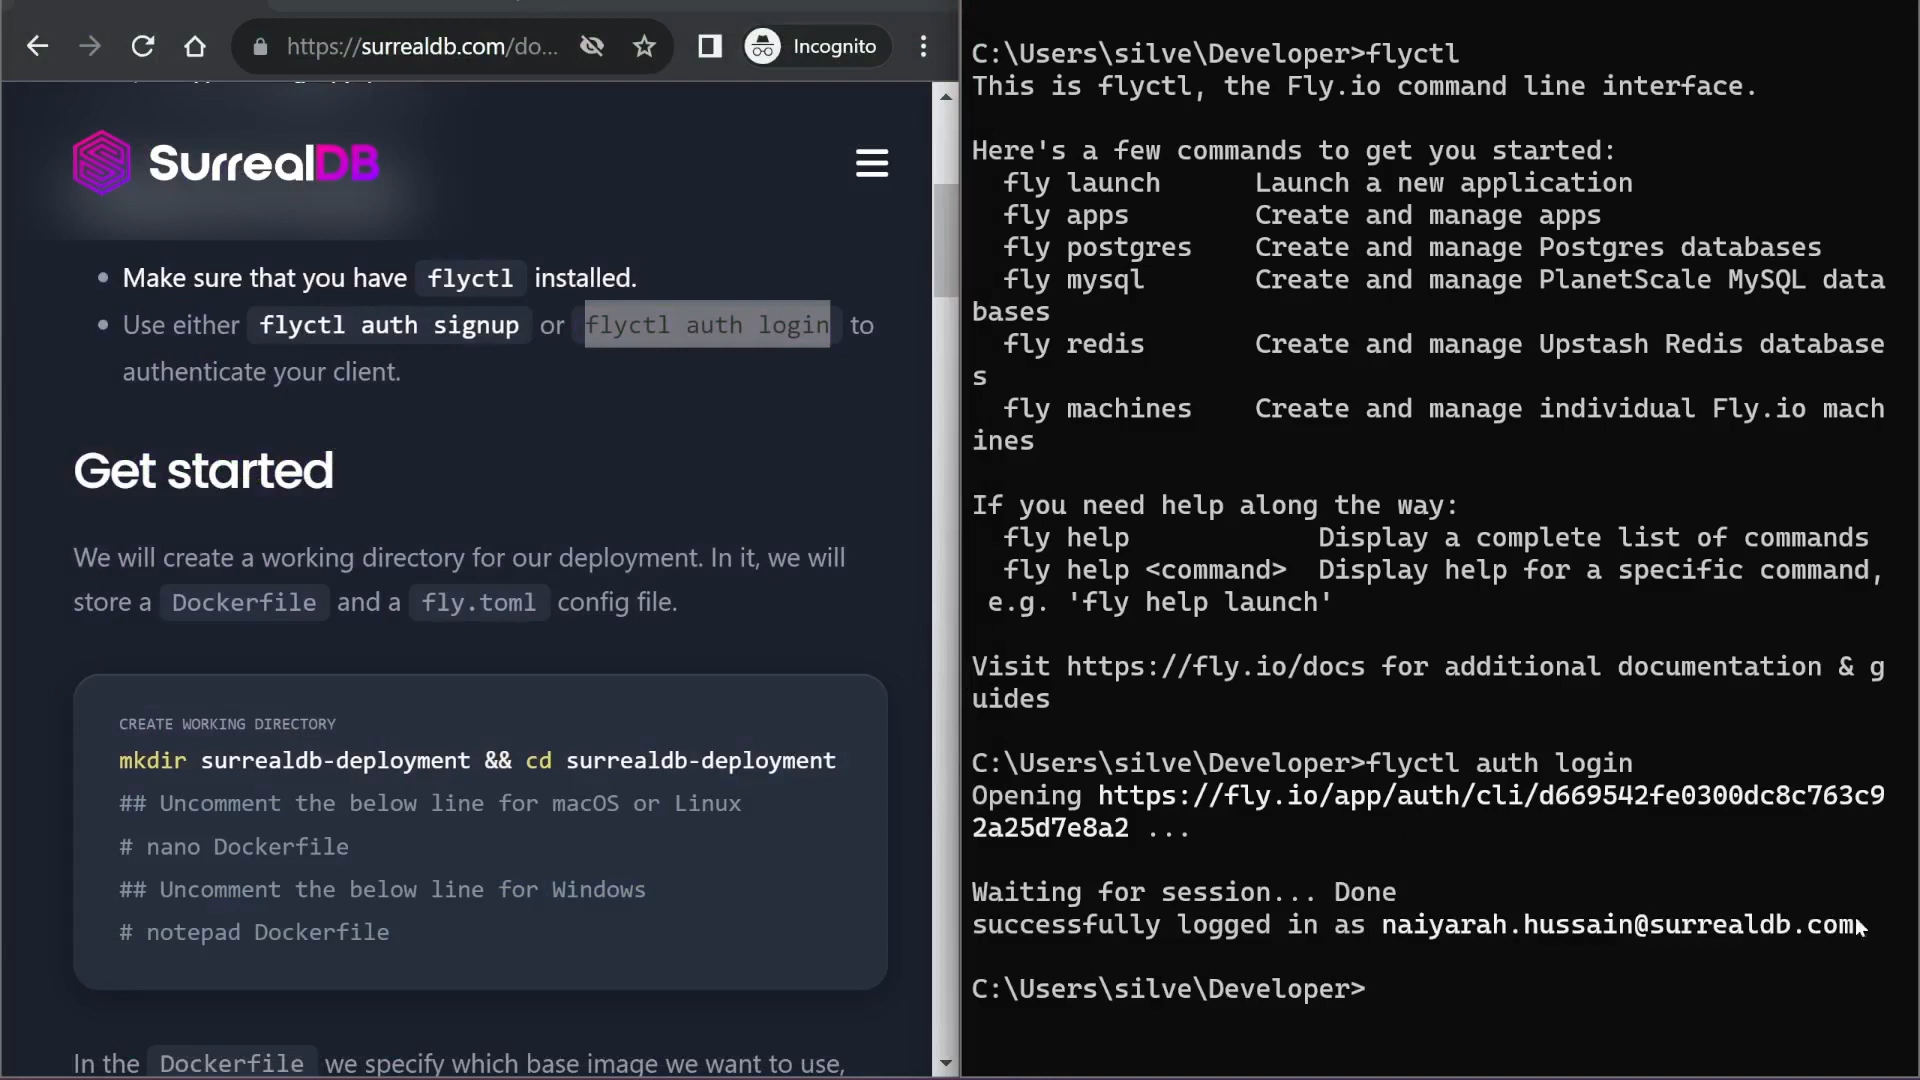 https://surrealdb.com/do...
Incognito
SurrealDB
Make sure that you have flyctl installed.
Use either flyctl auth signup or flyctl auth login to
authenticate your client.
Get started
We will create a working directory for our deployment. In it, we will
store a Dockerfile and a fly.toml config file.
CREATE WORKING DIRECTORY
mkdir surrealdb-deployment && cd surrealdb-deployment
## Uncomment the below line for macOS or Linux
# nano Dockerfile
## Uncomment the below line for Windows
# notepad Dockerfile
In the Dockerfile we specify which base image we want to use,
C:\Users\silve\Developer>flyctl
This is flyctl, the Fly.io command line interface.
Here's a few commands to get you started:
fly launch Launch a new application
fly apps Create and manage apps
fly postgres Create and manage Postgres databases
fly mysql Create and manage PlanetScale MySQL data
bases
fly redis Create and manage Upstash Redis database
s
fly machines Create and manage individual Fly.io mach
ines
If you need help along the way:
fly help Display a complete list of commands
fly help <command> Display help for a specific command,
e.g. 'fly help launch'
Visit https://fly.io/docs for additional documentation & g
uides
C:\Users\silve\Developer>flyctl auth login
Opening https://fly.io/app/auth/cli/d669542fe0300dc8c763c9
2a25d7e8a2 ...
Waiting for session... Done
successfully logged in as naiyarah.hussain@surrealdb.com
C:\Users\silve\Developer>